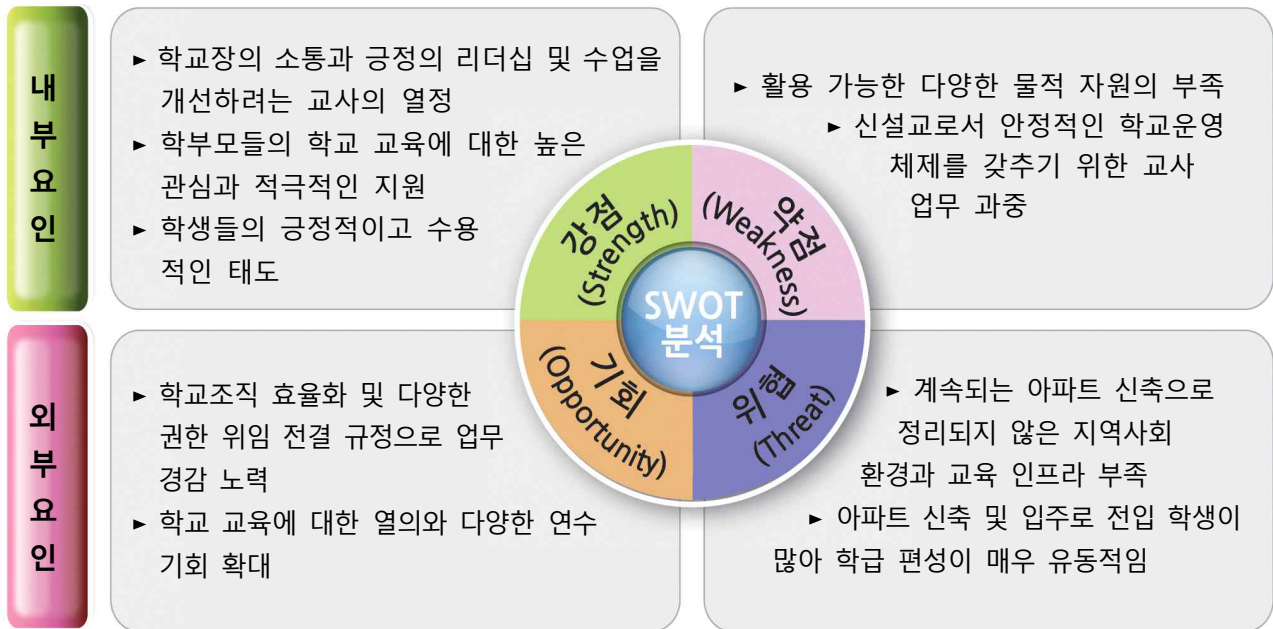 내
부
요
인
► 학교장의 소통과 긍정의 리더십 및 수업을
개선하려는 교사의 열정
► 학부모들의 학교 교육에 대한 높은
관심과 적극적인 지원
► 학생들의 긍정적이고 수용
적인 태도
► 활용 가능한 다양한 물적 자원의 부족
► 신설교로서 안정적인 학교운영
체제를 갖추기 위한 교사
업무 과중
강점
(Strength)
약점
(Weakness)
SWOT
분석
기회
(Opportunity)
위협
(Threat)
외
부
요
인
► 학교조직 효율화 및 다양한
권한 위임 전결 규정으로 업무
경감 노력
► 학교 교육에 대한 열의와 다양한 연수
기회 확대
► 계속되는 아파트 신축으로
정리되지 않은 지역사회
환경과 교육 인프라 부족
► 아파트 신축 및 입주로 전입 학생이
많아 학급 편성이 매우 유동적임